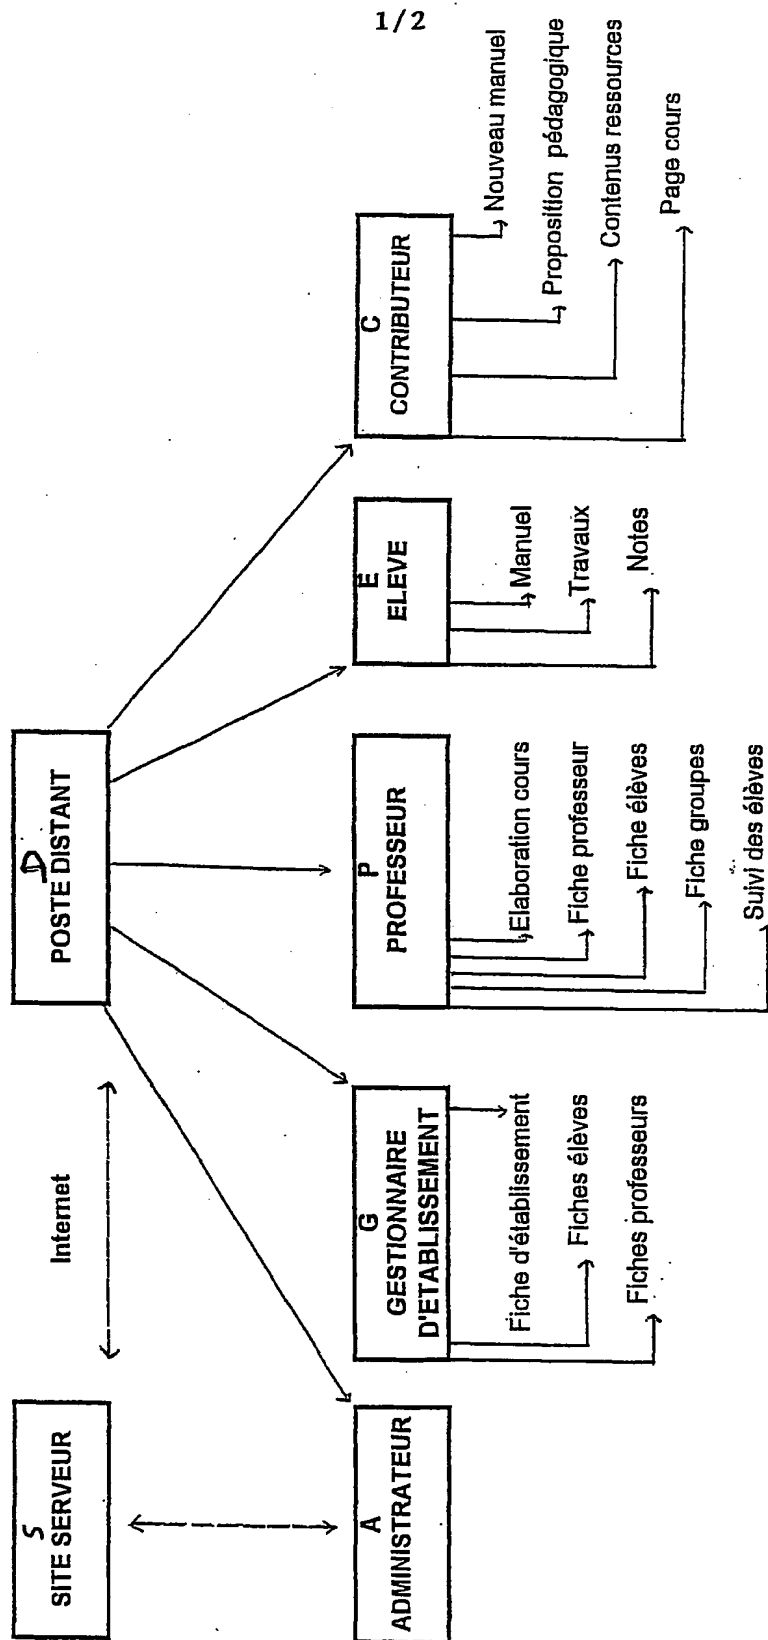 1/2
S
SITE SERVEUR
Internet
D
POSTE DISTANT
A
ADMINISTRATEUR
G
GESTIONNAIRE
D'ETABLISSEMENT
Fiche d'établissement
Fiches élèves
Fiches professeurs
P
PROFESSEUR
Elaboration cours
Fiche professeur
Fiche élèves
Fiche groupes
Suivi des élèves
E
ELEVE
Manuel
Travaux
Notes
C
CONTRIBUTEUR
Nouveau manuel
Proposition pédagogique
Contenus ressources
Page cours